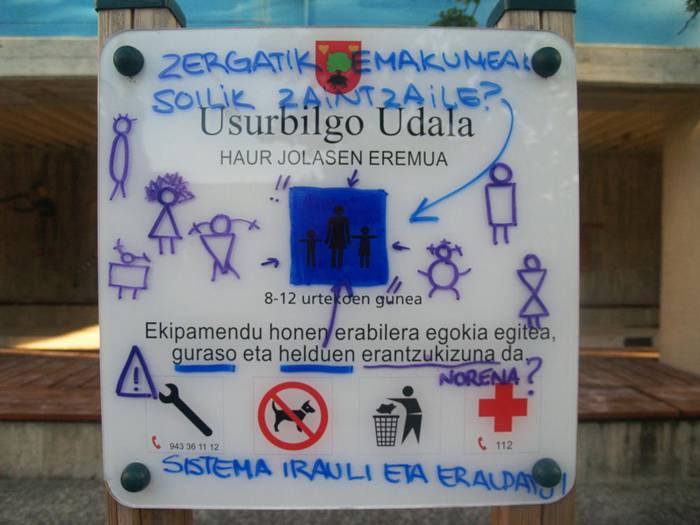 ZERGATIK EMAKUMEAK
SOILIK ZAINTZAILE?
Usurbilgo Udala
HAUR JOLASEN EREMUA
!!
!!
8-12 urtekoen gunea
Ekipamendu honen erabilera egokia egitea,
guraso eta helduen erantzukizuna da.
NORENA?
!
943 36 11 12
112
SISTEMA IRAULI ETA ERALDATU!